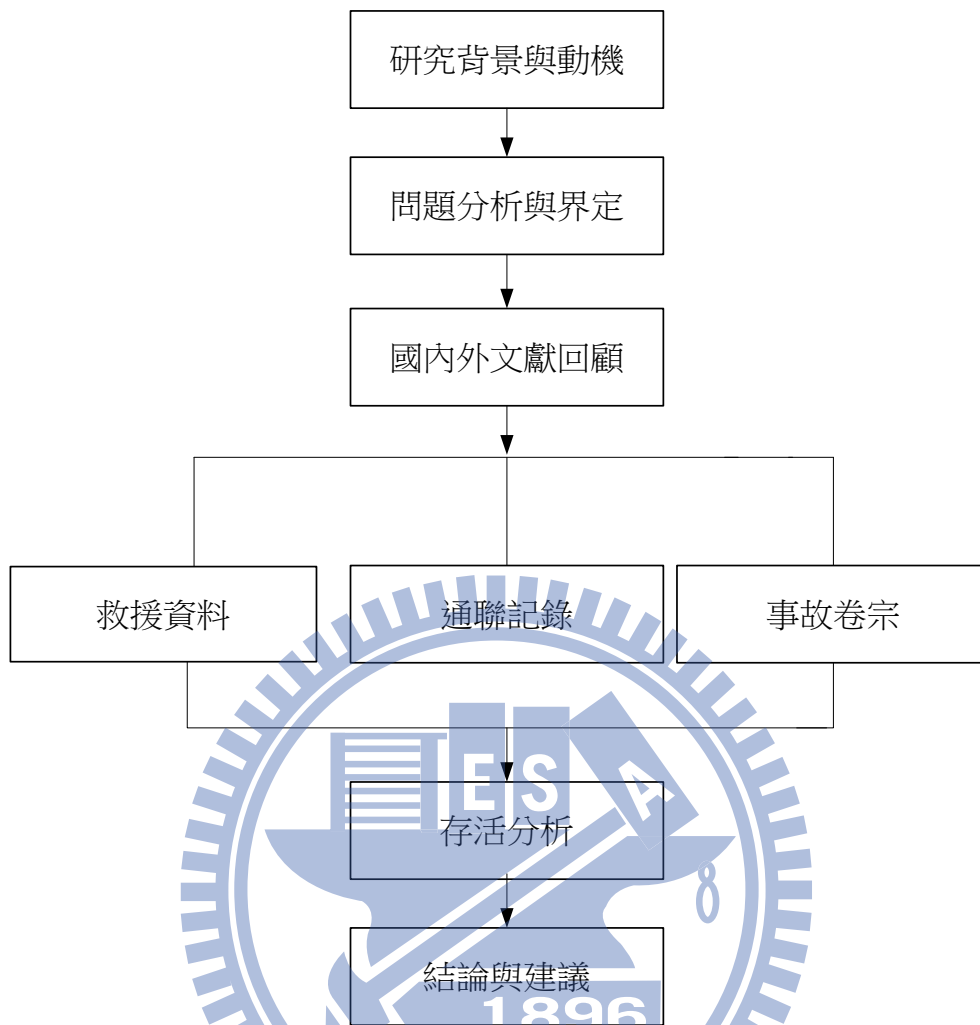 研究背景與動機
問題分析與界定
國內外文獻回顧
救援資料
通聯記錄
事故卷宗
E S A
存活分析
結論與建議
1896